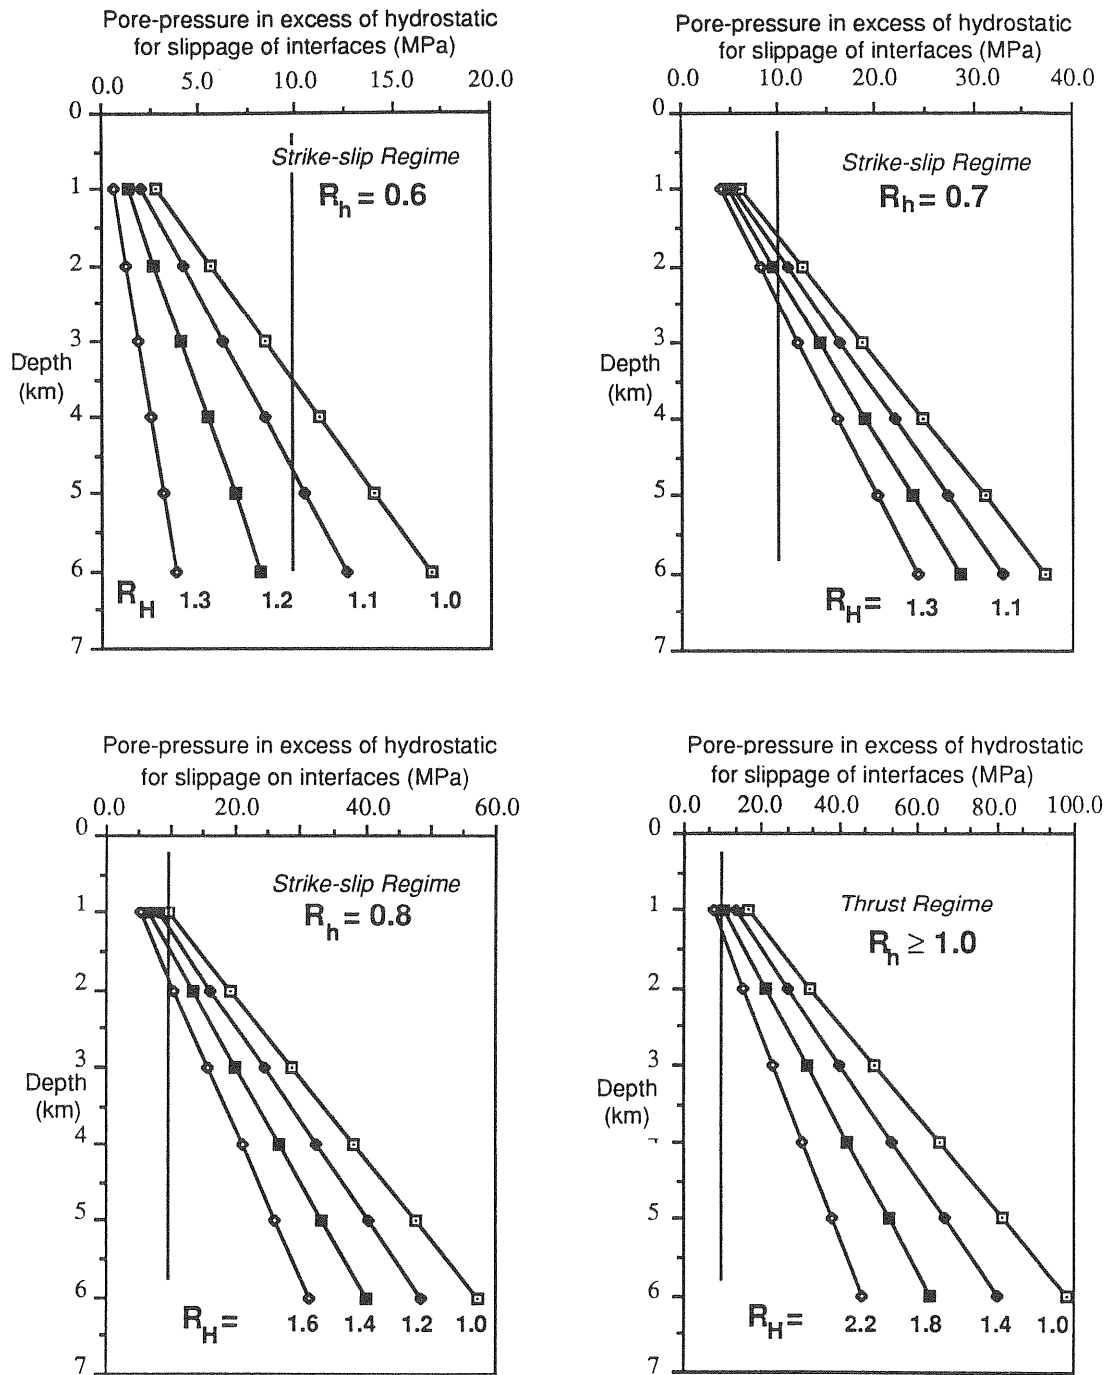 Pore-pressure in excess of hydrostatic
for slippage of interfaces (MPa)
0.0 5.0 10.0 15.0 20.0
0
Strike-slip Regime
Rh = 0.6
1
2
3
Depth
(km)
4
5
6
RH 1.3 1.2 1.1 1.0
7
Pore-pressure in excess of hydrostatic
for slippage of interfaces (MPa)
0.0 10.0 20.0 30.0 40.0
0
Strike-slip Regime
Rh = 0.7
1
2
3
Depth
(km)
4
5
6
RH = 1.3 1.1
7
Pore-pressure in excess of hydrostatic
for slippage on interfaces (MPa)
0.0 20.0 40.0 60.0
0
Strike-slip Regime
Rh = 0.8
1
2
3
Depth
(km)
4
5
6
RH = 1.6 1.4 1.2 1.0
7
Pore-pressure in excess of hydrostatic
for slippage of interfaces (MPa)
0.0 20.0 40.0 60.0 80.0 100.0
0
Thrust Regime
Rh ≥ 1.0
1
2
3
Depth
(km)
5
6
RH = 2.2 1.8 1.4 1.0
7